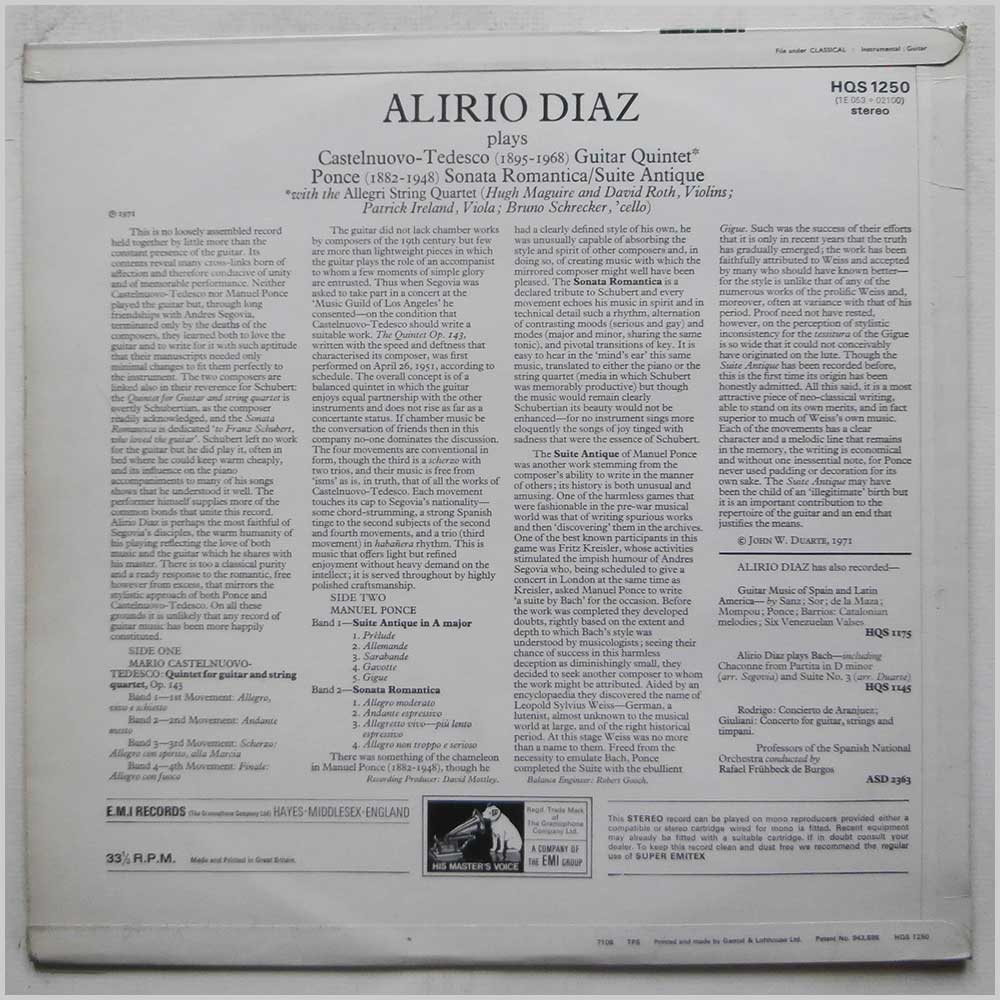 File under CLASSICAL : Instrumental : Guitar
HQS 1250
(1E 053 o 02100)
stereo
ALIRIO DIAZ
plays
Castelnuovo-Tedesco (1895-1968) Guitar Quintet*
Ponce (1882-1948) Sonata Romantica/Suite Antique
*with the Allegri String Quartet (Hugh Maguire and David Roth, Violins;
Patrick Ireland, Viola; Bruno Schrecker, 'cello)
℗ 1971
This is no loosely assembled record
held together by little more than the
constant presence of the guitar. Its
contents reveal many cross-links born of
affection and therefore conducive of unity
and of memorable performance. Neither
Castelnuovo-Tedesco nor Manuel Ponce
played the guitar but, through long
friendships with Andres Segovia,
terminated only by the deaths of the
composers, they learned both to love the
guitar and to write for it with such aptitude
that their manuscripts needed only
minimal changes to fit them perfectly to
the instrument. The two composers are
linked also in their reverence for Schubert:
the Quintet for Guitar and string quartet is
overtly Schubertian, as the composer
readily acknowledged, and the Sonata
Romantica is dedicated 'to Franz Schubert,
who loved the guitar'. Schubert left no work
for the guitar but he did play it, often in
bed where he could keep warm cheaply,
and its influence on the piano
accompaniments to many of his songs
shows that he understood it well. The
performer himself supplies more of the
common bonds that unite this record.
Alirio Diaz is perhaps the most faithful of
Segovia's disciples, the warm humanity of
his playing reflecting the love of both
music and the guitar which he shares with
his master. There is too a classical purity
and a ready response to the romantic, free
however from excess, that mirrors the
stylistic approach of both Ponce and
Castelnuovo-Tedesco. On all these
grounds it is unlikely that any record of
guitar music has been more happily
constituted.
SIDE ONE
MARIO CASTELNUOVO-
TEDESCO: Quintet for guitar and string
quartet, Op. 143
Band 1—1st Movement: Allegro,
vivo e schietto
Band 2—2nd Movement: Andante
mesto
Band 3—3rd Movement: Scherzo:
Allegro con spirito, alla Marcia
Band 4—4th Movement: Finale:
Allegro con fuoco
The guitar did not lack chamber works
by composers of the 19th century but few
are more than lightweight pieces in which
the guitar plays the role of an accompanist
to whom a few moments of simple glory
are entrusted. Thus when Segovia was
asked to take part in a concert at the
'Music Guild of Los Angeles' he
consented—on the condition that
Castelnuovo-Tedesco should write a
suitable work. The Quintet Op. 143,
written with the speed and deftness that
characterised its composer, was first
performed on April 26, 1951, according to
schedule. The overall concept is of a
balanced quintet in which the guitar
enjoys equal partnership with the other
instruments and does not rise as far as a
concertante status. If chamber music be
the conversation of friends then in this
company no-one dominates the discussion.
The four movements are conventional in
form, though the third is a scherzo with
two trios, and their music is free from
'isms' as is, in truth, that of all the works of
Castelnuovo-Tedesco. Each movement
touches its cap to Segovia's nationality—
some chord-strumming, a strong Spanish
tinge to the second subjects of the second
and fourth movements, and a trio (third
movement) in habañera rhythm. This is
music that offers light but refined
enjoyment without heavy demand on the
intellect; it is served throughout by highly
polished craftsmanship.
SIDE TWO
MANUEL PONCE
Band 1—Suite Antique in A major
1. Prélude
2. Allemande
3. Sarabande
4. Gavotte
5. Gigue
Band 2—Sonata Romantica
1. Allegro moderato
2. Andante espressivo
3. Allegretto vivo—più lento
espressivo
4. Allegro non troppo e serioso
There was something of the chameleon
in Manuel Ponce (1882-1948), though he
Recording Producer: David Mottley.
had a clearly defined style of his own, he
was unusually capable of absorbing the
style and spirit of other composers and, in
doing so, of creating music with which the
mirrored composer might well have been
pleased. The Sonata Romantica is a
declared tribute to Schubert and every
movement echoes his music in spirit and in
technical detail such a rhythm, alternation
of contrasting moods (serious and gay) and
modes (major and minor, sharing the same
tonic), and pivotal transitions of key. It is
easy to hear in the 'mind's ear' this same
music, translated to either the piano or the
string quartet (media in which Schubert
was memorably productive) but though
the music would remain clearly
Schubertian its beauty would not be
enhanced—for no instrument sings more
eloquently the songs of joy tinged with
sadness that were the essence of Schubert.
The Suite Antique of Manuel Ponce
was another work stemming from the
composer's ability to write in the manner
of others; its history is both unusual and
amusing. One of the harmless games that
were fashionable in the pre-war musical
world was that of writing spurious works
and then 'discovering' them in the archives.
One of the best known participants in this
game was Fritz Kreisler, whose activities
stimulated the impish humour of Andres
Segovia who, being scheduled to give a
concert in London at the same time as
Kreisler, asked Manuel Ponce to write
'a suite by Bach' for the occasion. Before
the work was completed they developed
doubts, rightly based on the extent and
depth to which Bach's style was
understood by musicologists; seeing their
chance of success in this harmless
deception as diminishingly small, they
decided to seek another composer to whom
the work might be attributed. Aided by an
encyclopaedia they discovered the name of
Leopold Sylvius Weiss—German, a
lutenist, almost unknown to the musical
world at large, and of the right historical
period. At this stage Weiss was no more
than a name to them. Freed from the
necessity to emulate Bach, Ponce
completed the Suite with the ebullient
Balance Engineer: Robert Gooch.
Gigue. Such was the success of their efforts
that it is only in recent years that the truth
has gradually emerged; the work has been
faithfully attributed to Weiss and accepted
by many who should have known better—
for the style is unlike that of any of the
numerous works of the prolific Weiss and,
moreover, often at variance with that of his
period. Proof need not have rested,
however, on the perception of stylistic
inconsistency for the tessitura of the Gigue
is so wide that it could not conceivably
have originated on the lute. Though the
Suite Antique has been recorded before,
this is the first time its origin has been
honestly admitted. All this said, it is a most
attractive piece of neo-classical writing,
able to stand on its own merits, and in fact
superior to much of Weiss's own music.
Each of the movements has a clear
character and a melodic line that remains
in the memory, the writing is economical
and without one inessential note, for Ponce
never used padding or decoration for its
own sake. The Suite Antique may have
been the child of an 'illegitimate' birth but
it is an important contribution to the
repertoire of the guitar and an end that
justifies the means.
© JOHN W. DUARTE, 1971
ALIRIO DIAZ has also recorded—
Guitar Music of Spain and Latin
America— by Sanz; Sor; de la Maza;
Mompou; Ponce; Barrios: Catalonian
melodies; Six Venezuelan Valses.
HQS 1175
Alirio Diaz plays Bach—including
Chaconne from Partita in D minor
(arr. Segovia) and Suite No. 3 (arr. Duarte)
HQS 1145
Rodrigo: Concierto de Aranjuez;
Giuliani: Concerto for guitar, strings and
timpani.
Professors of the Spanish National
Orchestra conducted by
Rafael Frühbeck de Burgos
ASD 2363
E.M.I RECORDS (The Gramophone Company Ltd.) HAYES·MIDDLESEX·ENGLAND
33⅓ R.P.M. Made and Printed in Great Britain.
HIS MASTER'S VOICE
Regd. Trade Mark
of The Gramophone
Company Ltd.
A COMPANY OF
THE EMI GROUP
This STEREO record can be played on mono reproducers provided either a
compatible or stereo cartridge wired for mono is fitted. Recent equipment
may already be fitted with a suitable cartridge. If in doubt consult your
dealer. To keep this record clean and dust free we recommend the regular
use of SUPER EMITEX
7108 TPS Printed and made by Garrod & Lofthouse Ltd. Patent No. 943,895 HQS 1250